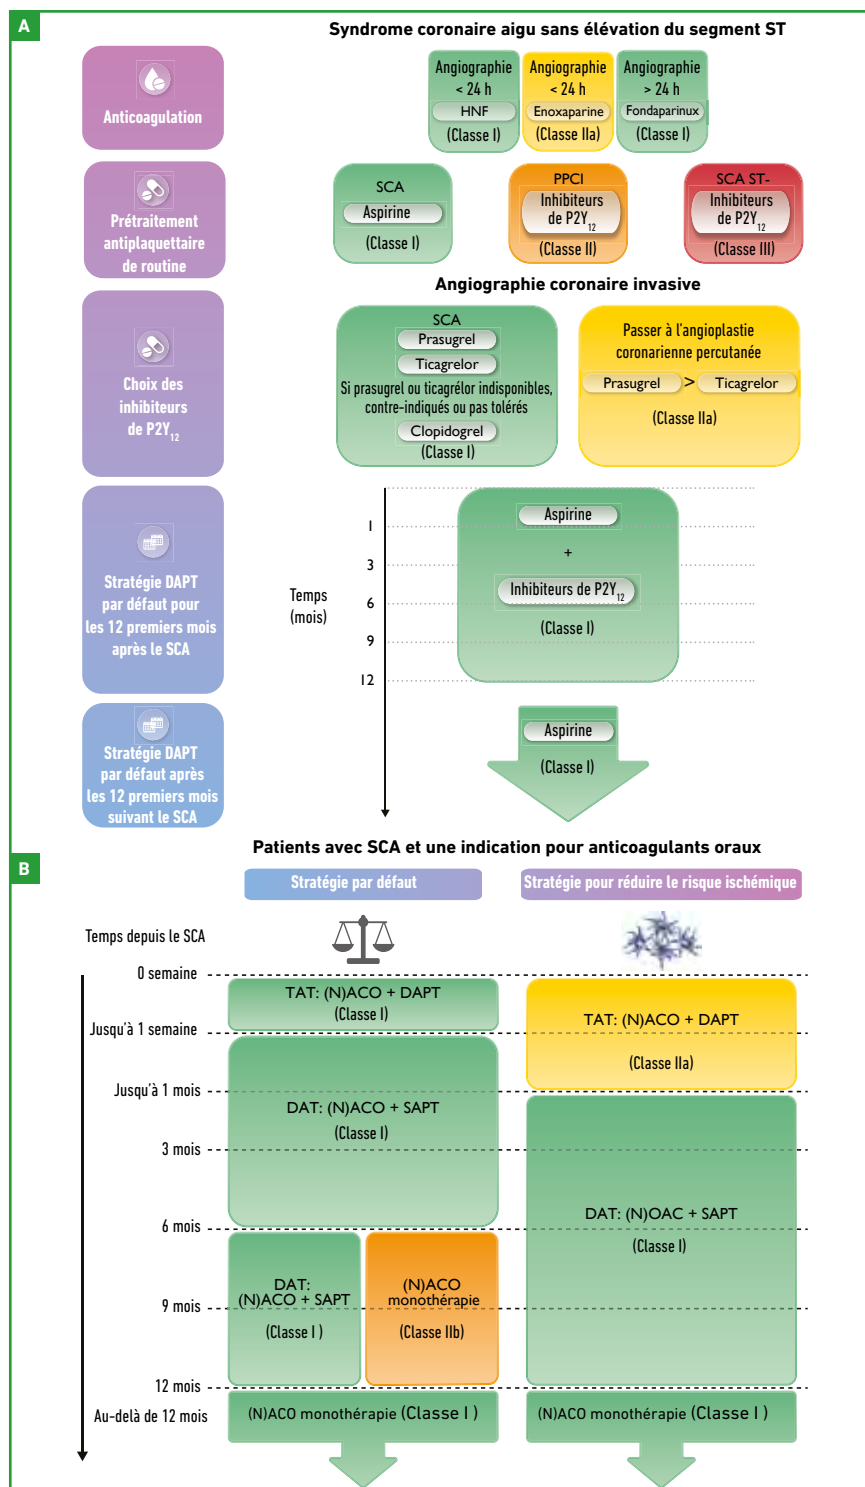 A
Syndrome coronaire aigu sans élévation du segment ST
Anticoagulation
Angiographie
< 24 h
HNF
(Classe I)
Angiographie
< 24 h
Enoxaparine
(Classe IIa)
Angiographie
> 24 h
Fondaparinux
(Classe I)
Prétraitement
antiplaquettaire
de routine
SCA
Aspirine
(Classe I)
PPCI
Inhibiteurs
de P2Y12
(Classe II)
SCA ST-
Inhibiteurs
de P2Y12
(Classe III)
Angiographie coronaire invasive
Choix des
inhibiteurs
de P2Y12
SCA
Prasugrel
Ticagrelor
Si prasugrel ou ticagrélor indisponibles,
contre-indiqués ou pas tolérés
Clopidogrel
(Classe I)
Passer à l'angioplastie
coronarienne percutanée
Prasugrel > Ticagrelor
(Classe IIa)
Stratégie DAPT
par défaut pour
les 12 premiers mois
après le SCA
Temps
(mois)
1
3
6
9
12
Aspirine
+
Inhibiteurs de P2Y12
(Classe I)
Stratégie DAPT
par défaut après
les 12 premiers mois
suivant le SCA
Aspirine
(Classe I)
B
Patients avec SCA et une indication pour anticoagulants oraux
Stratégie par défaut
Stratégie pour réduire le risque ischémique
Temps depuis le SCA
0 semaine
Jusqu'à 1 semaine
Jusqu'à 1 mois
3 mois
6 mois
9 mois
12 mois
Au-delà de 12 mois
TAT: (N)ACO + DAPT
(Classe I)
DAT: (N)ACO + SAPT
(Classe I)
DAT:
(N)ACO + SAPT
(Classe I )
(N)ACO
monothérapie
(Classe IIb)
(N)ACO monothérapie (Classe I )
TAT: (N)ACO + DAPT
(Classe IIa)
DAT: (N)OAC + SAPT
(Classe I)
(N)ACO monothérapie (Classe I )